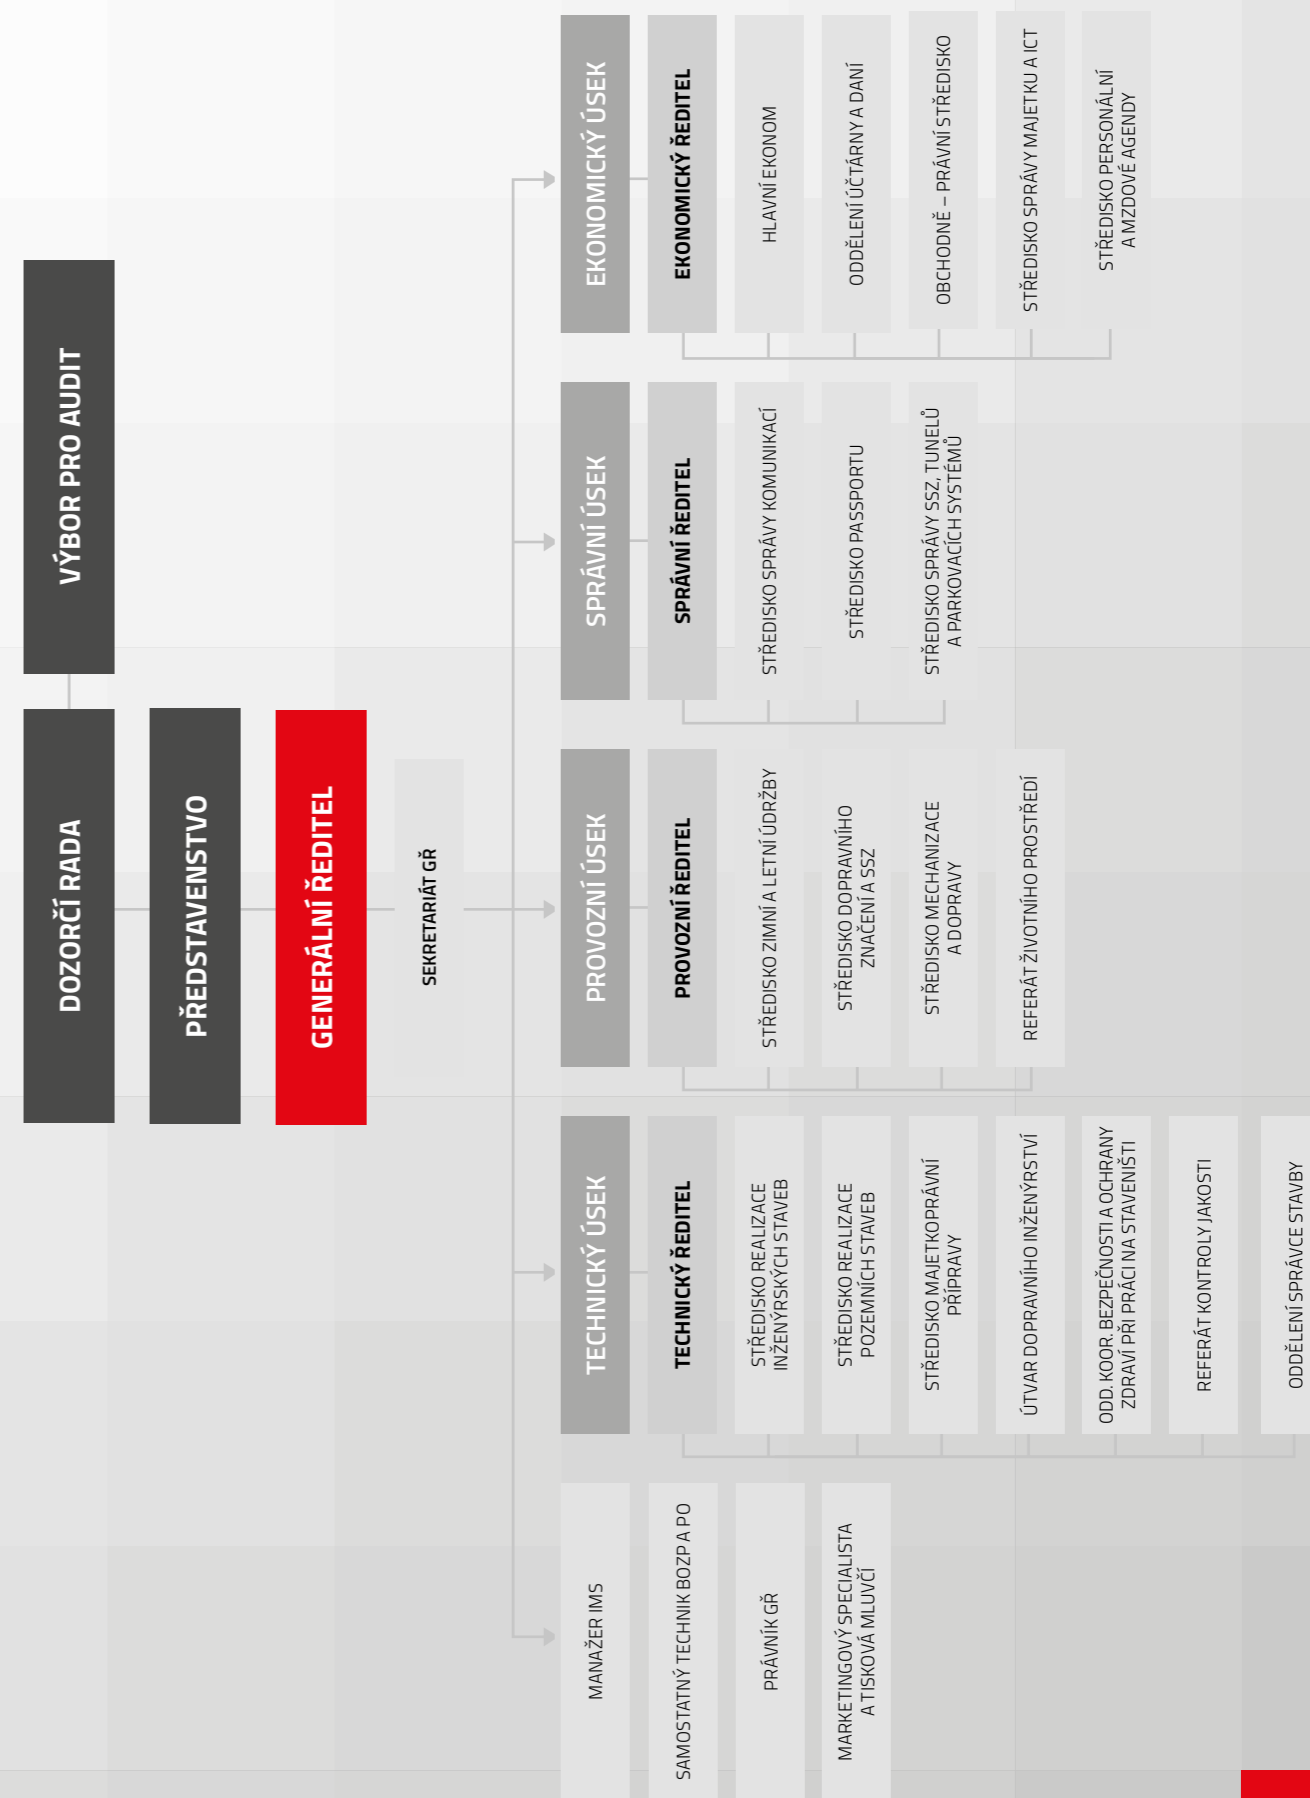 DOZORČÍ RADA
VÝBOR PRO AUDIT
PŘEDSTAVENSTVO
GENERÁLNÍ ŘEDITEL
SEKRETARIÁT GŘ
MANAŽER IMS
SAMOSTATNÝ TECHNIK BOZP A PO
PRÁVNÍK GŘ
MARKETINGOVÝ SPECIALISTA
A TISKOVÁ MLUVČÍ
TECHNICKÝ ÚSEK
TECHNICKÝ ŘEDITEL
STŘEDISKO REALIZACE
INŽENÝRSKÝCH STAVEB
STŘEDISKO REALIZACE
POZEMNÍCH STAVEB
STŘEDISKO MAJETKOPRÁVNÍ
PŘÍPRAVY
ÚTVAR DOPRAVNÍHO INŽENÝRSTVÍ
ODD. KOOR. BEZPEČNOSTI A OCHRANY
ZDRAVÍ PŘI PRÁCI NA STAVENIŠTI
REFERÁT KONTROLY JAKOSTI
ODDĚLENÍ SPRÁVCE STAVBY
PROVOZNÍ ÚSEK
PROVOZNÍ ŘEDITEL
STŘEDISKO ZIMNÍ A LETNÍ ÚDRŽBY
STŘEDISKO DOPRAVNÍHO
ZNAČENÍ A SSZ
STŘEDISKO MECHANIZACE
A DOPRAVY
REFERÁT ŽIVOTNÍHO PROSTŘEDÍ
SPRÁVNÍ ÚSEK
SPRÁVNÍ ŘEDITEL
STŘEDISKO SPRÁVY KOMUNIKACÍ
STŘEDISKO PASSPORTU
STŘEDISKO SPRÁVY SSZ, TUNELŮ
A PARKOVACÍCH SYSTÉMŮ
EKONOMICKÝ ÚSEK
EKONOMICKÝ ŘEDITEL
HLAVNÍ EKONOM
ODDĚLENÍ ÚČTÁRNY A DANÍ
OBCHODNĚ – PRÁVNÍ STŘEDISKO
STŘEDISKO SPRÁVY MAJETKU A ICT
STŘEDISKO PERSONÁLNÍ
A MZDOVÉ AGENDY